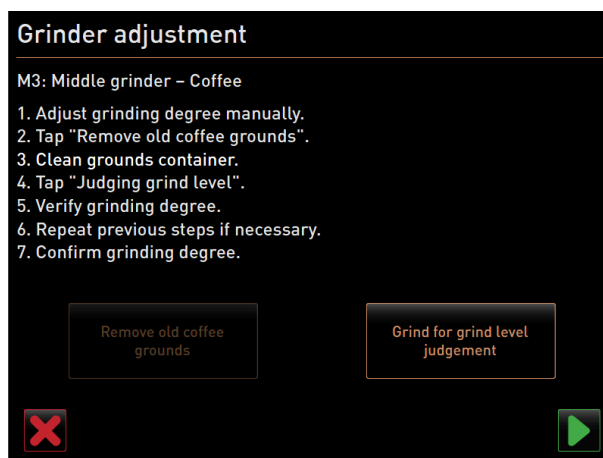 Grinder adjustment
M3: Middle grinder – Coffee
1. Adjust grinding degree manually.
2. Tap "Remove old coffee grounds".
3. Clean grounds container.
4. Tap "Judging grind level".
5. Verify grinding degree.
6. Repeat previous steps if necessary.
7. Confirm grinding degree.
Remove old coffee
grounds
Grind for grind level
judgement